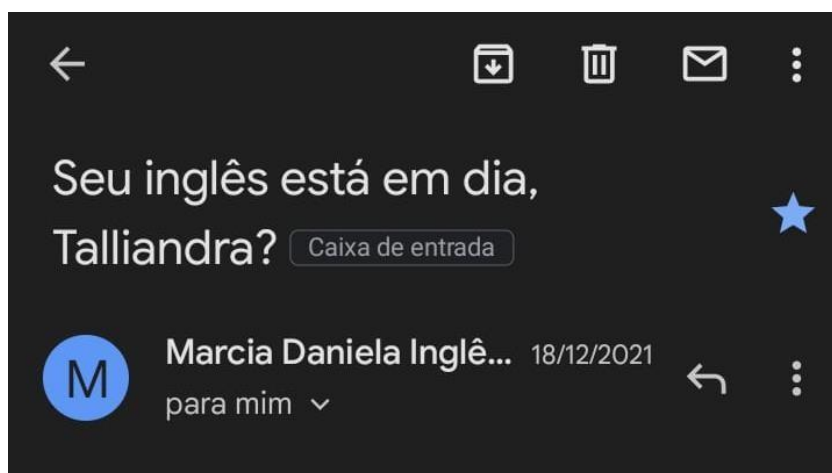 Seu inglês está em dia,
Talliandra? Caixa de entrada
M
Marcia Daniela Inglê... 18/12/2021
para mim